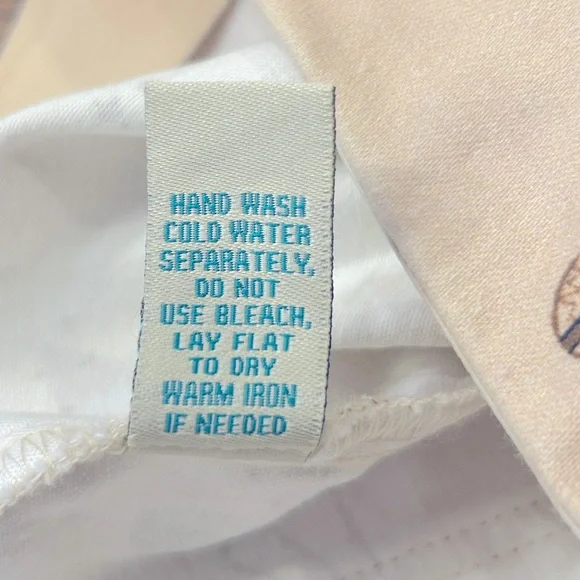 HAND WASH
COLD WATER
SEPARATELY,
DO NOT
USE BLEACH,
LAY FLAT
TO DRY
WARM IRON
IF NEEDED